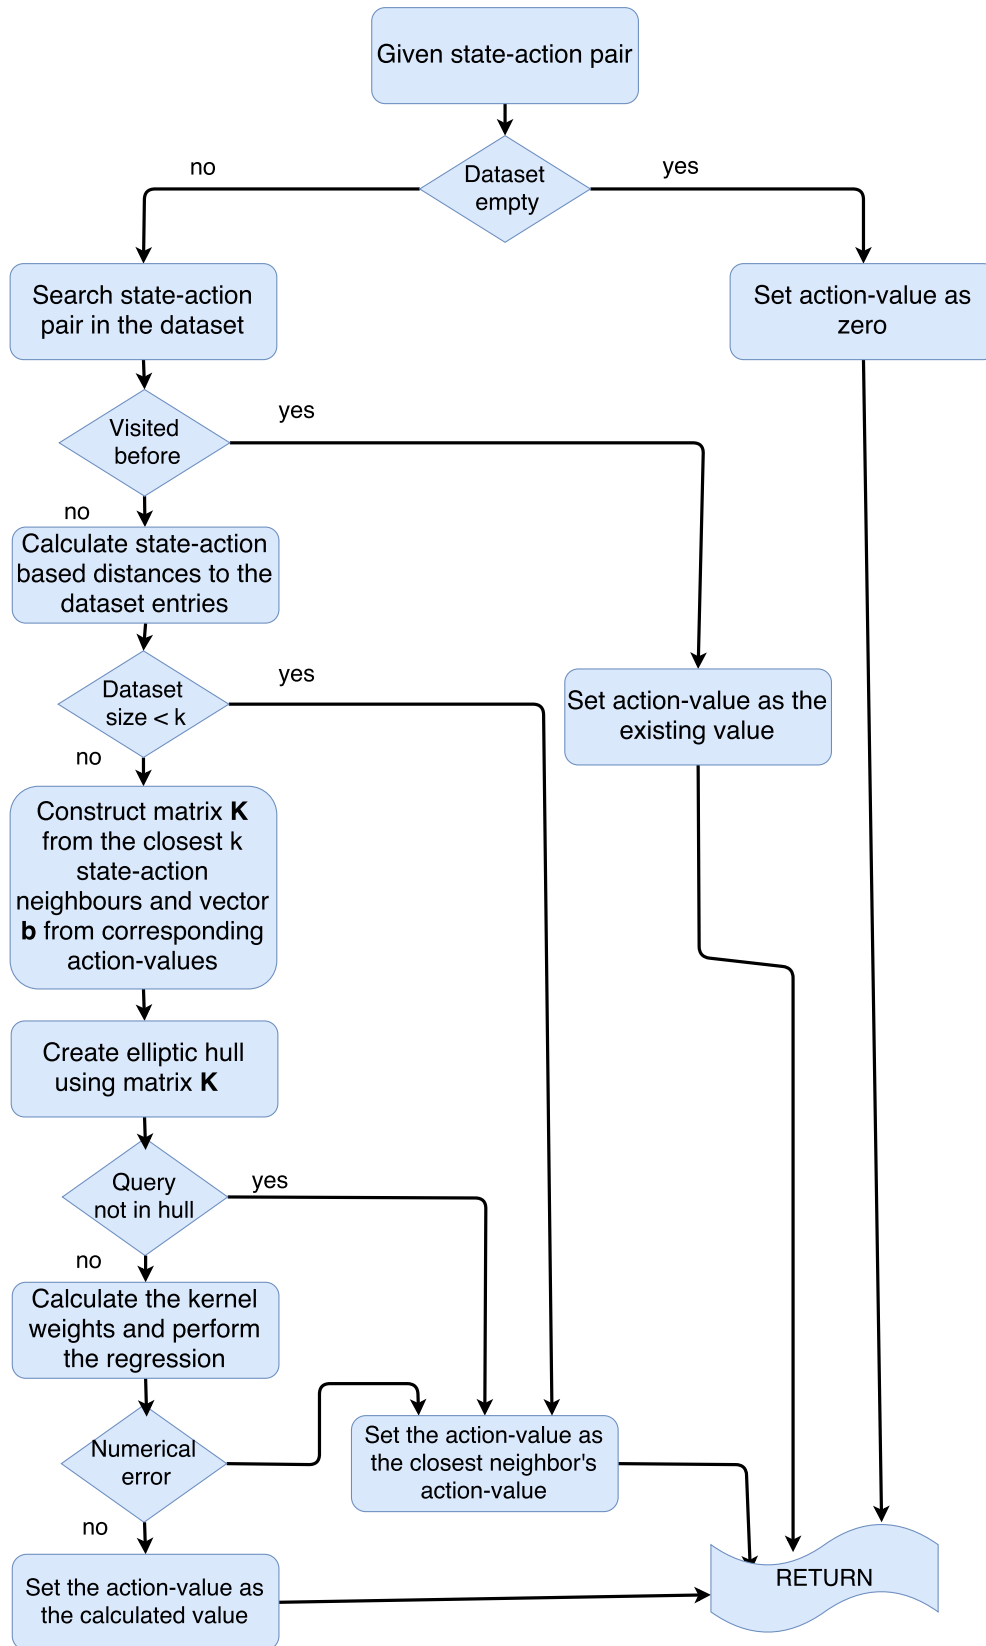 Given state-action pair
Dataset
empty
no
yes
Search state-action
pair in the dataset
Set action-value as
zero
Visited
before
yes
no
Calculate state-action
based distances to the
dataset entries
Dataset
size < k
yes
no
Set action-value as the
existing value
Construct matrix K
from the closest k
state-action
neighbours and vector
b from corresponding
action-values
Create elliptic hull
using matrix K
Query
not in hull
yes
no
Calculate the kernel
weights and perform
the regression
Numerical
error
no
Set the action-value as
the closest neighbor's
action-value
Set the action-value as
the calculated value
RETURN